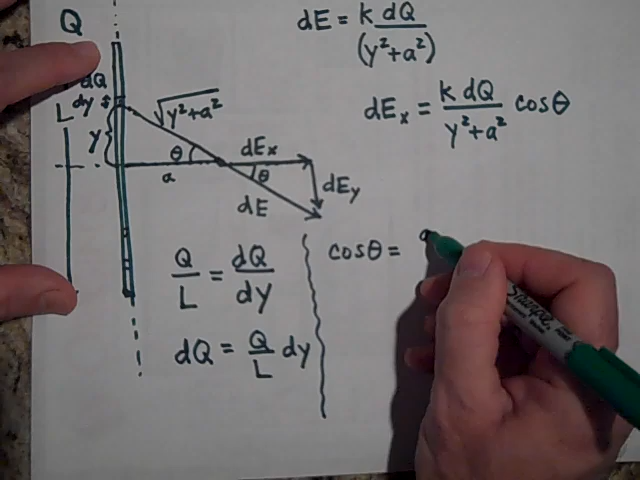 Q
dE = k dQ / (y²+a²)
dQ
dy
L
y
√y²+a²
dEₓ = k dQ / y²+a² cosθ
θ
dEₓ
a
θ
dE_y
dE
Q/L = dQ/dy
cosθ = a
dQ = Q/L dy
Sharpie